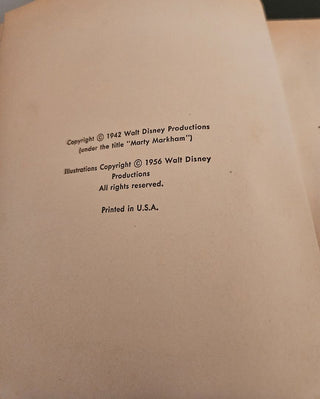 Copyright © 1942 Walt Disney Productions
(under the title "Marty Markham")
Illustrations Copyright © 1956 Walt Disney
Productions
All rights reserved.
Printed in U.S.A.